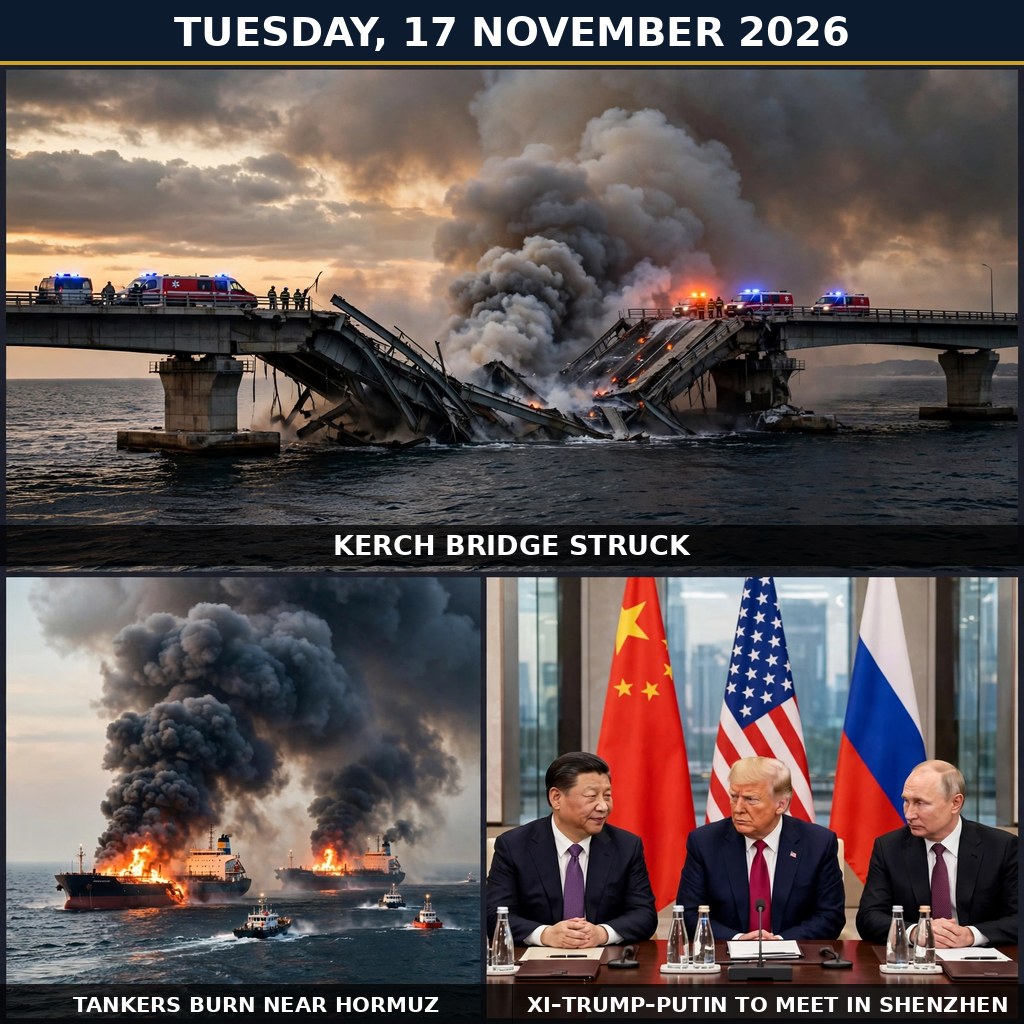 TUESDAY, 17 NOVEMBER 2026
KERCH BRIDGE STRUCK
TANKERS BURN NEAR HORMUZ
XI-TRUMP-PUTIN TO MEET IN SHENZHEN